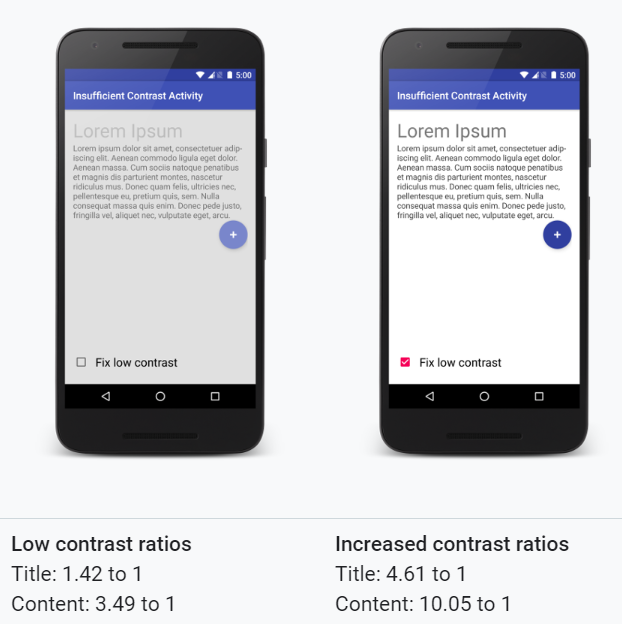 5:00
Insufficient Contrast Activity
Lorem Ipsum
Lorem ipsum dolor sit amet, consectetuer adip-
iscing elit. Aenean commodo ligula eget dolor.
Aenean massa. Cum sociis natoque penatibus
et magnis dis parturient montes, nascetur
ridiculus mus. Donec quam felis, ultricies nec,
pellentesque eu, pretium quis, sem. Nulla
consequat massa quis enim. Donec pede justo,
fringilla vel, aliquet nec, vulputate eget, arcu.
+
Fix low contrast
5:00
Insufficient Contrast Activity
Lorem Ipsum
Lorem ipsum dolor sit amet, consectetuer adip-
iscing elit. Aenean commodo ligula eget dolor.
Aenean massa. Cum sociis natoque penatibus
et magnis dis parturient montes, nascetur
ridiculus mus. Donec quam felis, ultricies nec,
pellentesque eu, pretium quis, sem. Nulla
consequat massa quis enim. Donec pede justo,
fringilla vel, aliquet nec, vulputate eget, arcu.
+
Fix low contrast
Low contrast ratios
Title: 1.42 to 1
Content: 3.49 to 1
Increased contrast ratios
Title: 4.61 to 1
Content: 10.05 to 1